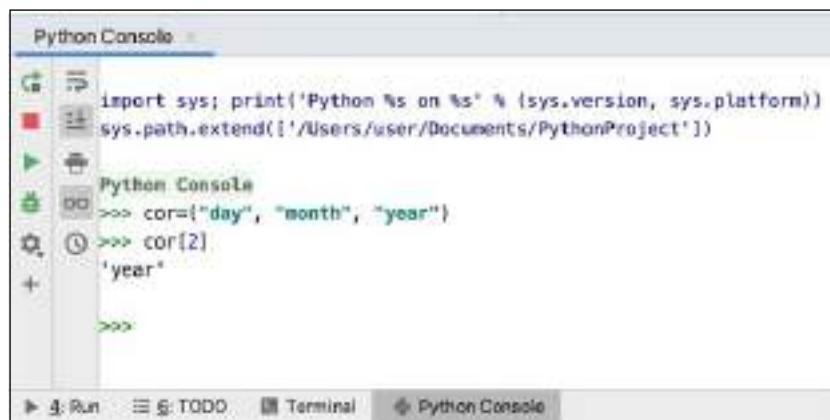 Python Console
import sys; print('Python %s on %s' % (sys.version, sys.platform))
sys.path.extend(['/Users/user/Documents/PythonProject'])
Python Console
>>> cor=("day", "month", "year")
>>> cor[2]
'year'
>>>
4: Run 6: TODO Terminal Python Console